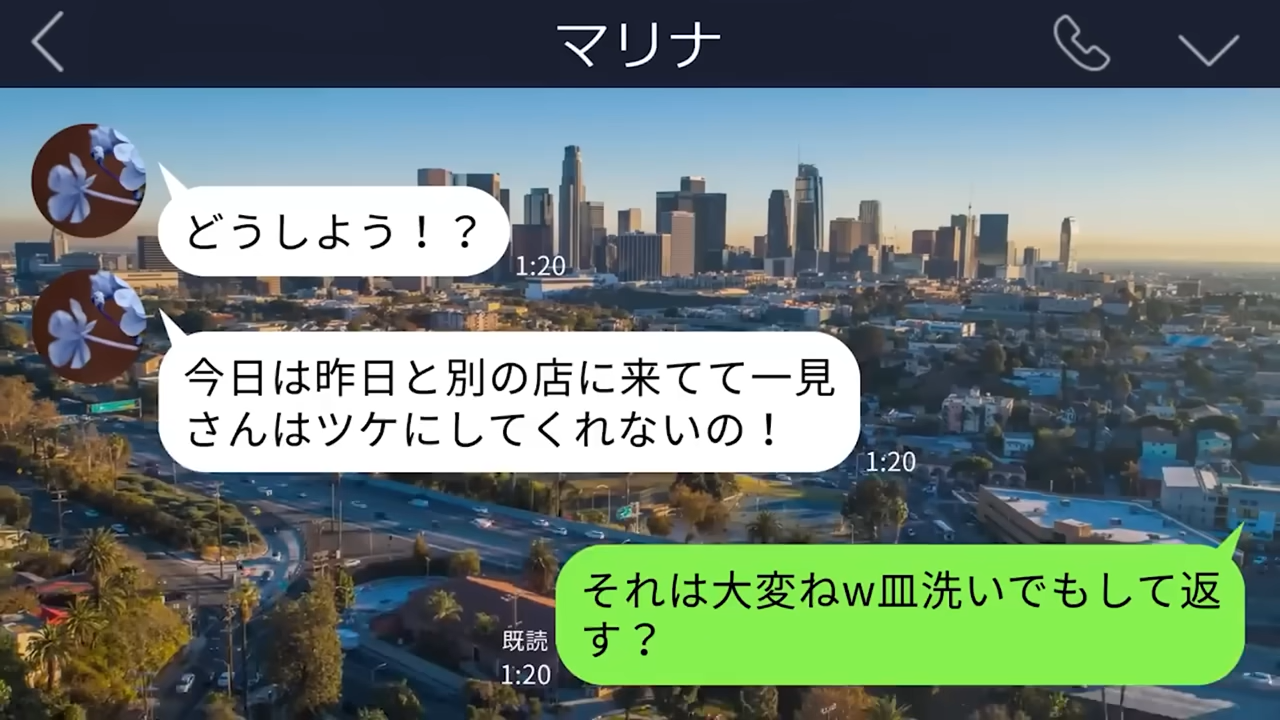 マリナ
どうしよう！？
1:20
今日は昨日と別の店に来てて一見
さんはツケにしてくれないの！
1:20
それは大変ねw皿洗いでもして返
す？
既読
1:20